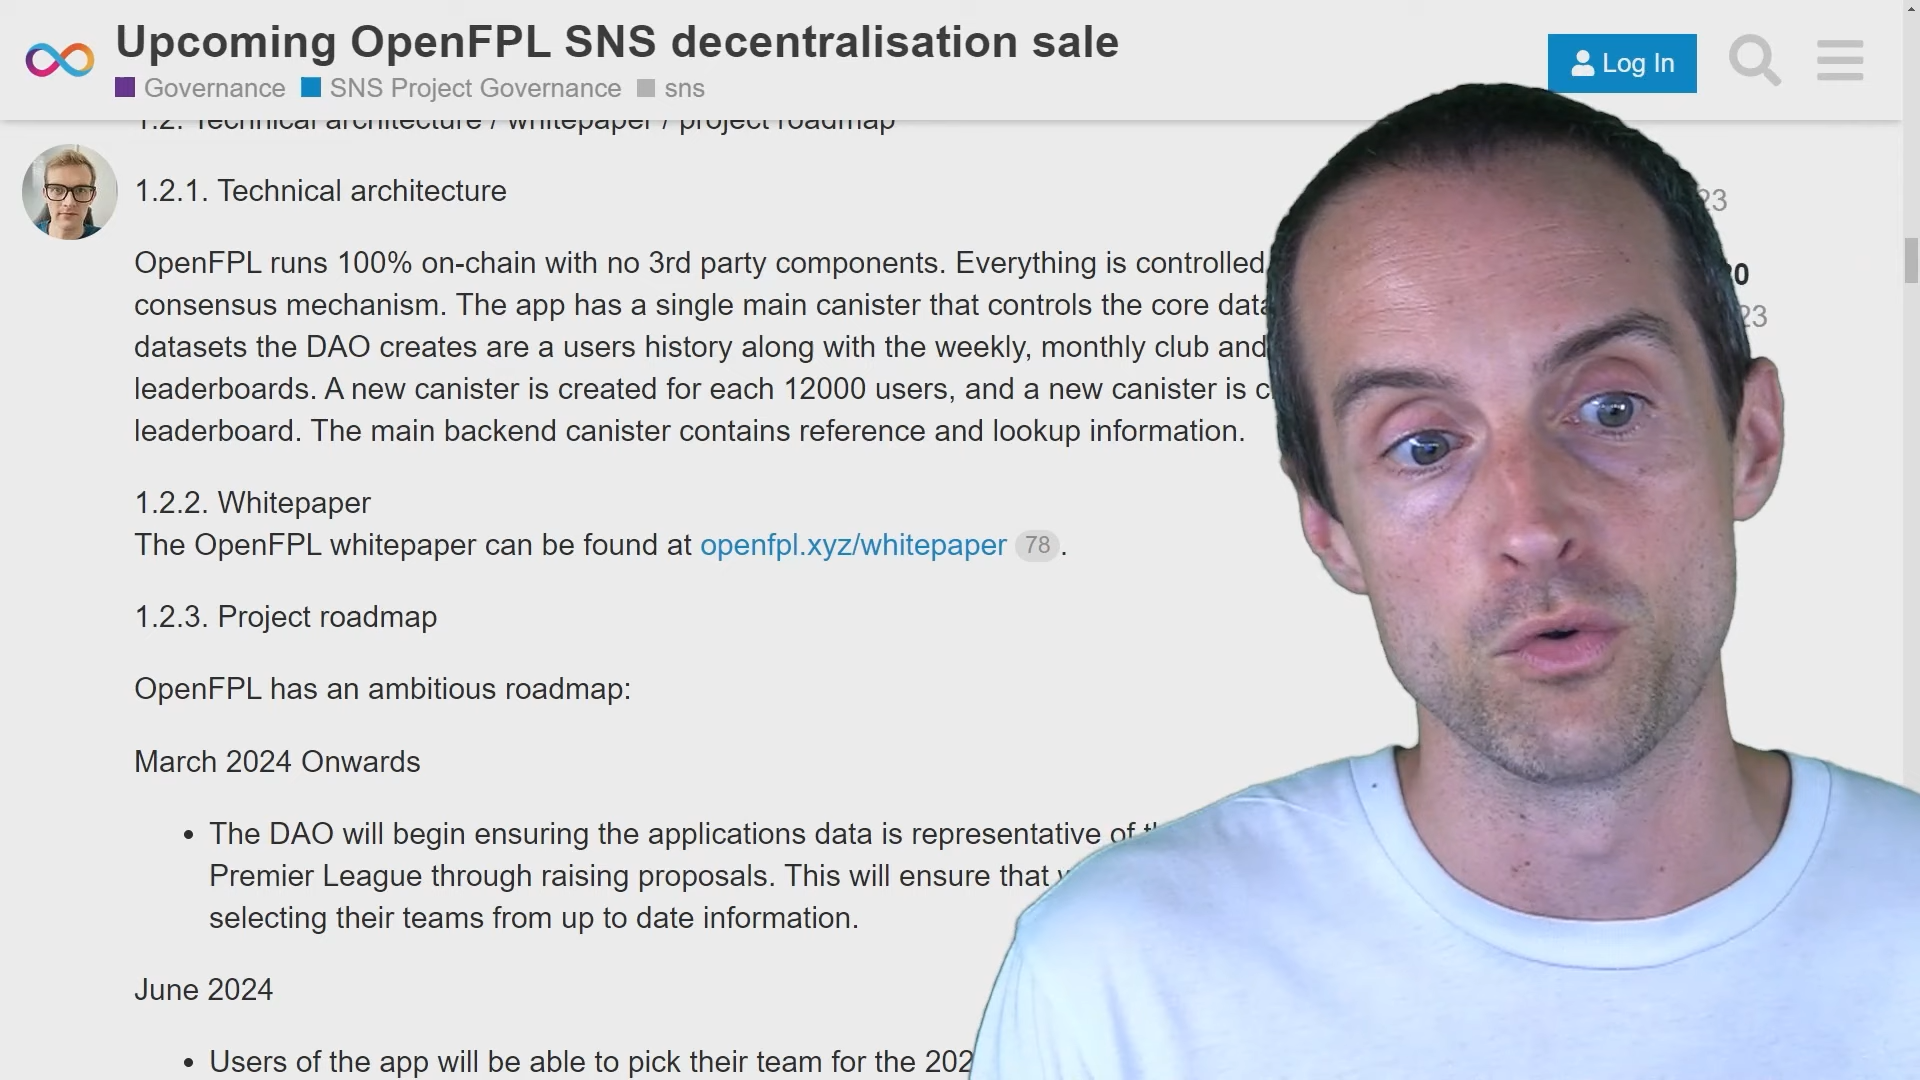 Upcoming OpenFPL SNS decentralisation sale
Log In
Governance SNS Project Governance sns
1.2. Technical architecture / whitepaper / project roadmap
1.2.1. Technical architecture
OpenFPL runs 100% on-chain with no 3rd party components. Everything is controlled
consensus mechanism. The app has a single main canister that controls the core data
datasets the DAO creates are a users history along with the weekly, monthly club and
leaderboards. A new canister is created for each 12000 users, and a new canister is
leaderboard. The main backend canister contains reference and lookup information.
1.2.2. Whitepaper
The OpenFPL whitepaper can be found at openfpl.xyz/whitepaper 78 .
1.2.3. Project roadmap
OpenFPL has an ambitious roadmap:
March 2024 Onwards
• The DAO will begin ensuring the applications data is representative of
Premier League through raising proposals. This will ensure that
selecting their teams from up to date information.
June 2024
• Users of the app will be able to pick their team for the